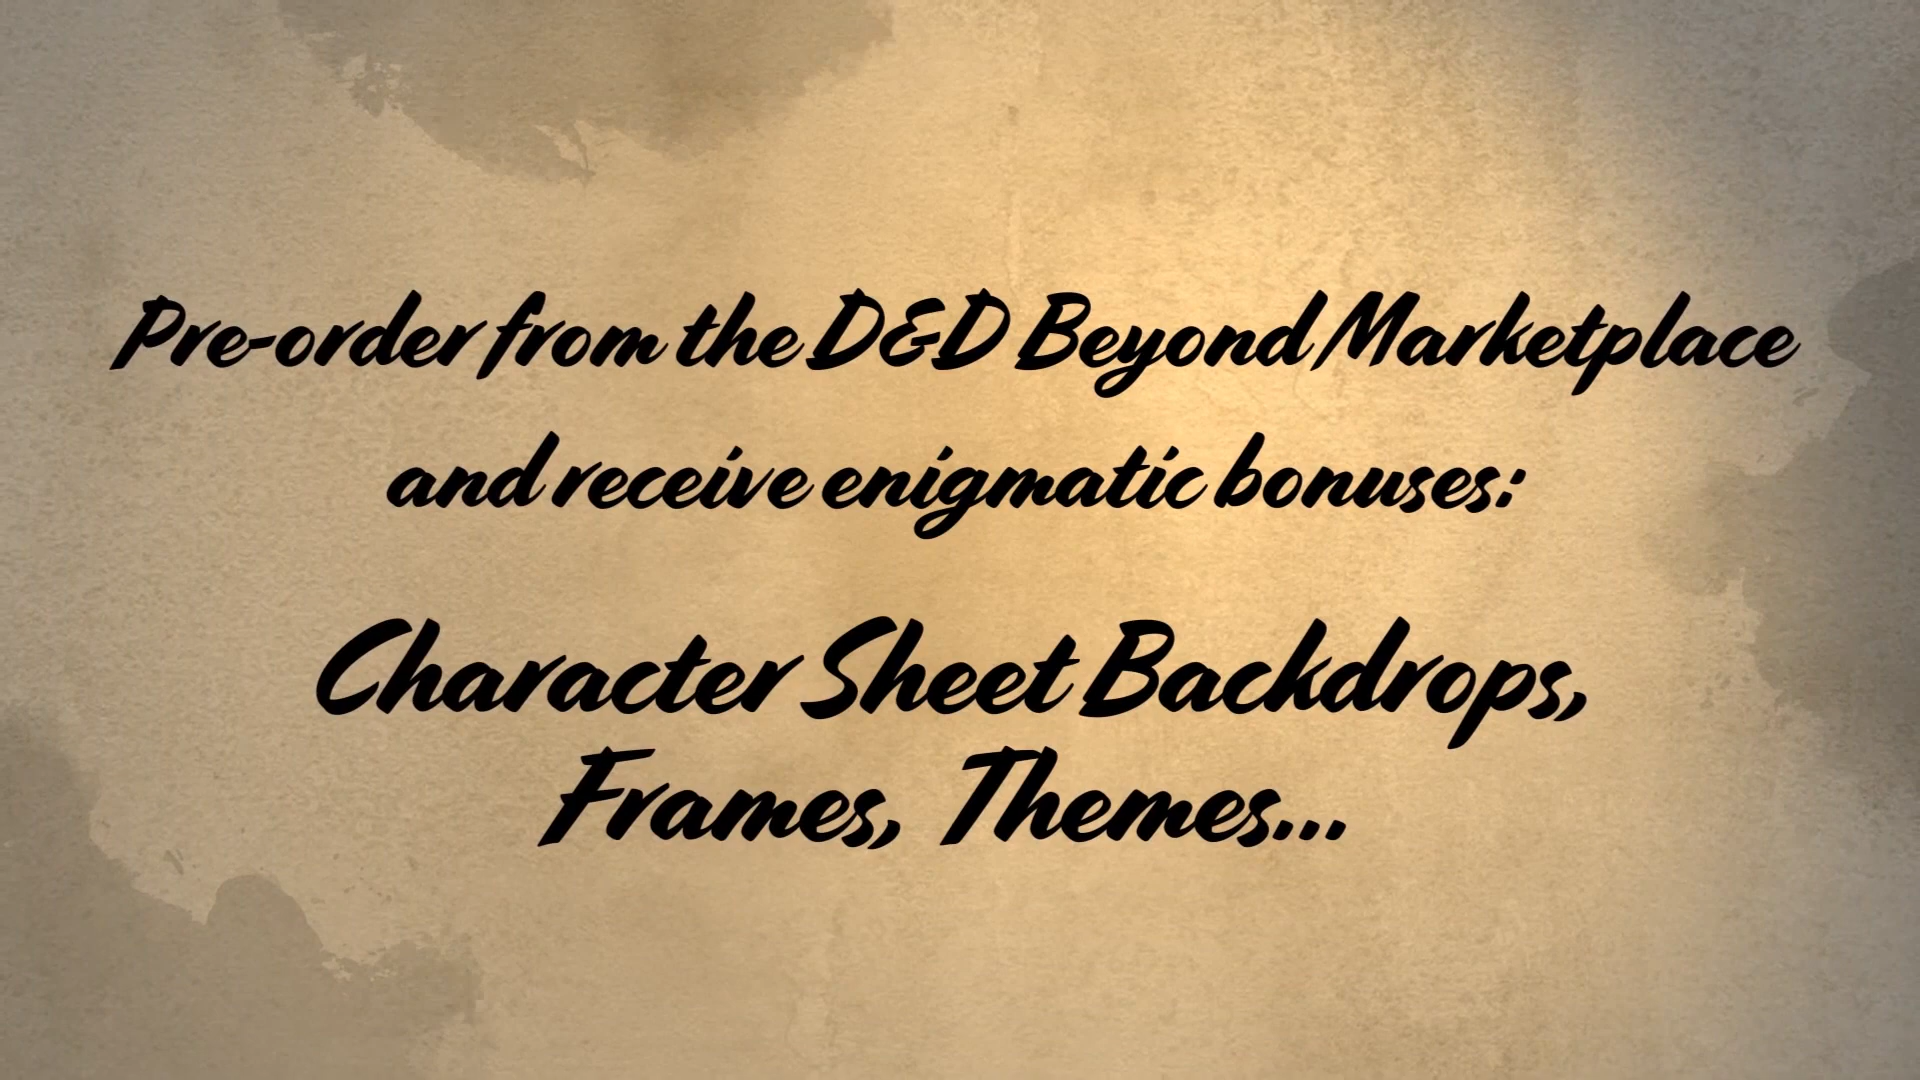 Pre-order from the D&D Beyond Marketplace
and receive enigmatic bonuses:
Character Sheet Backdrops,
Frames, Themes...